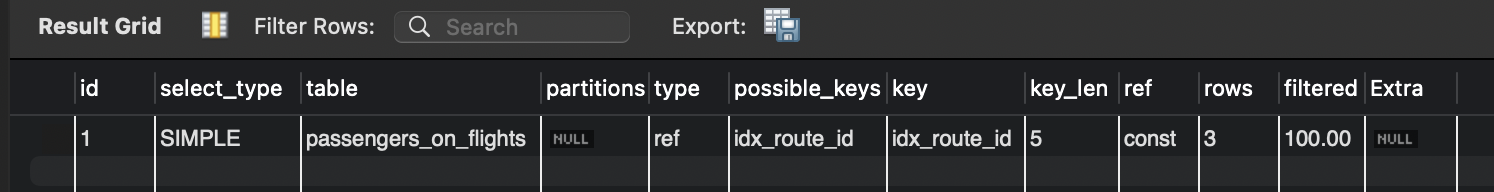 Result Grid Filter Rows: Search Export:
id select_type table partitions type possible_keys key key_len ref rows filtered Extra
1 SIMPLE passengers_on_flights NULL ref idx_route_id idx_route_id 5 const 3 100.00 NULL